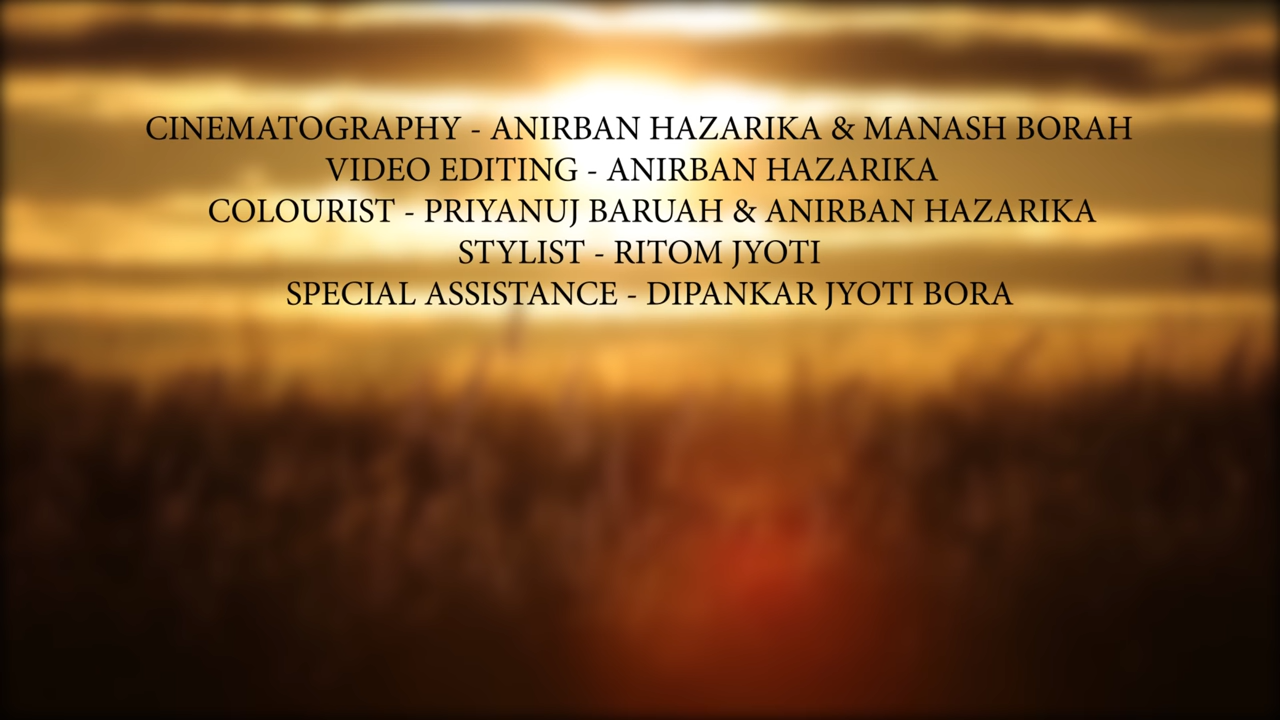 CINEMATOGRAPHY - ANIRBAN HAZARIKA & MANASH BORAH
VIDEO EDITING - ANIRBAN HAZARIKA
COLOURIST - PRIYANUJ BARUAH & ANIRBAN HAZARIKA
STYLIST - RITOM JYOTI
SPECIAL ASSISTANCE - DIPANKAR JYOTI BORA